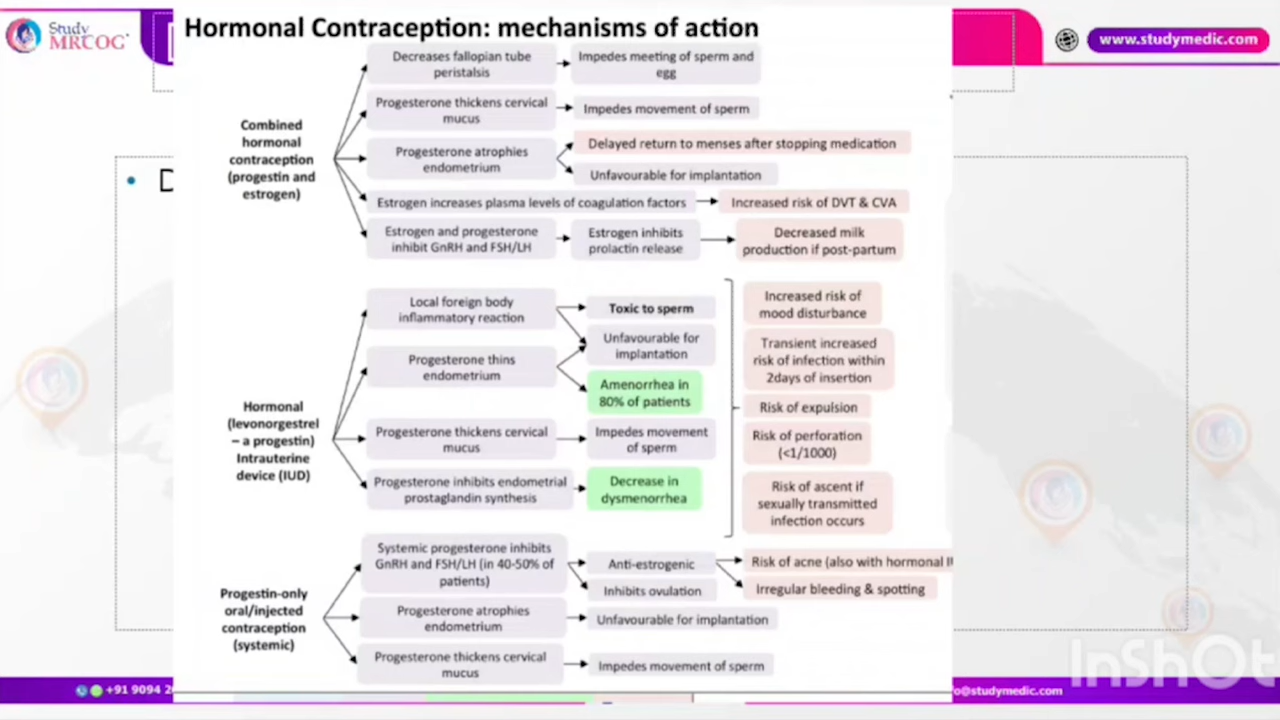 Hormonal Contraception: mechanisms of action
Study
MRCOG
www.studymedic.com
Combined
hormonal
contraception
(progestin and
estrogen)
Decreases fallopian tube
peristalsis
Impedes meeting of sperm and
egg
Progesterone thickens cervical
mucus
Impedes movement of sperm
Progesterone atrophies
endometrium
Delayed return to menses after stopping medication
Unfavourable for implantation
Estrogen increases plasma levels of coagulation factors
Increased risk of DVT & CVA
Estrogen and progesterone
inhibit GnRH and FSH/LH
Estrogen inhibits
prolactin release
Decreased milk
production if post-partum
Hormonal
(levonorgestrel
– a progestin)
Intrauterine
device (IUD)
Local foreign body
inflammatory reaction
Toxic to sperm
Unfavourable for
implantation
Progesterone thins
endometrium
Amenorrhea in
80% of patients
Progesterone thickens cervical
mucus
Impedes movement
of sperm
Progesterone inhibits endometrial
prostaglandin synthesis
Decrease in
dysmenorrhea
Increased risk of
mood disturbance
Transient increased
risk of infection within
2days of insertion
Risk of expulsion
Risk of perforation
(<1/1000)
Risk of ascent if
sexually transmitted
infection occurs
Progestin-only
oral/injected
contraception
(systemic)
Systemic progesterone inhibits
GnRH and FSH/LH (in 40-50% of
patients)
Anti-estrogenic
Risk of acne (also with hormonal
Inhibits ovulation
Irregular bleeding & spotting
Progesterone atrophies
endometrium
Unfavourable for implantation
Progesterone thickens cervical
mucus
Impedes movement of sperm
InShOt
+91 9094 2
o@studymedic.com